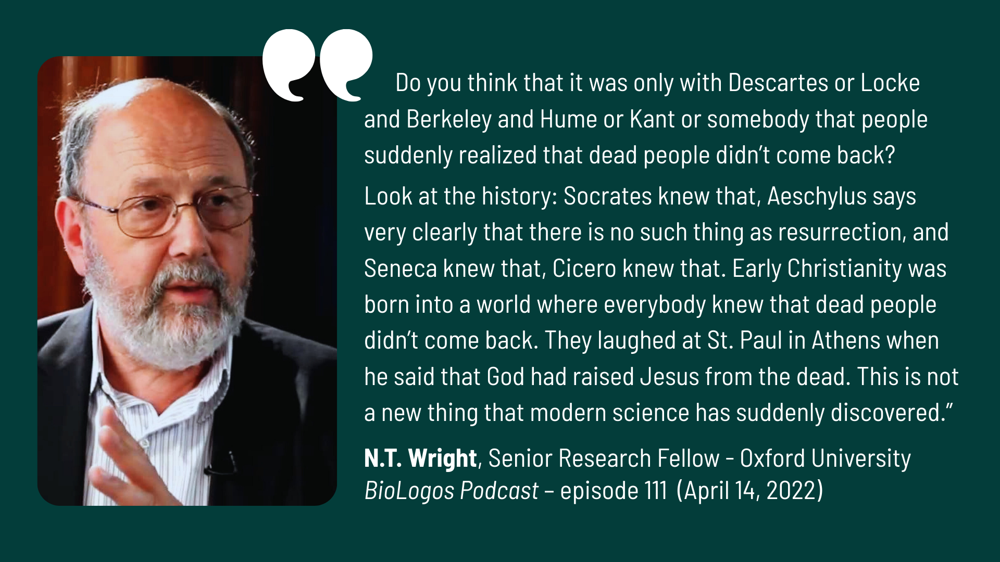 Do you think that it was only with Descartes or Locke
and Berkeley and Hume or Kant or somebody that people
suddenly realized that dead people didn’t come back?
Look at the history: Socrates knew that, Aeschylus says
very clearly that there is no such thing as resurrection, and
Seneca knew that, Cicero knew that. Early Christianity was
born into a world where everybody knew that dead people
didn’t come back. They laughed at St. Paul in Athens when
he said that God had raised Jesus from the dead. This is not
a new thing that modern science has suddenly discovered.”
N.T. Wright, Senior Research Fellow - Oxford University
BioLogos Podcast – episode 111 (April 14, 2022)